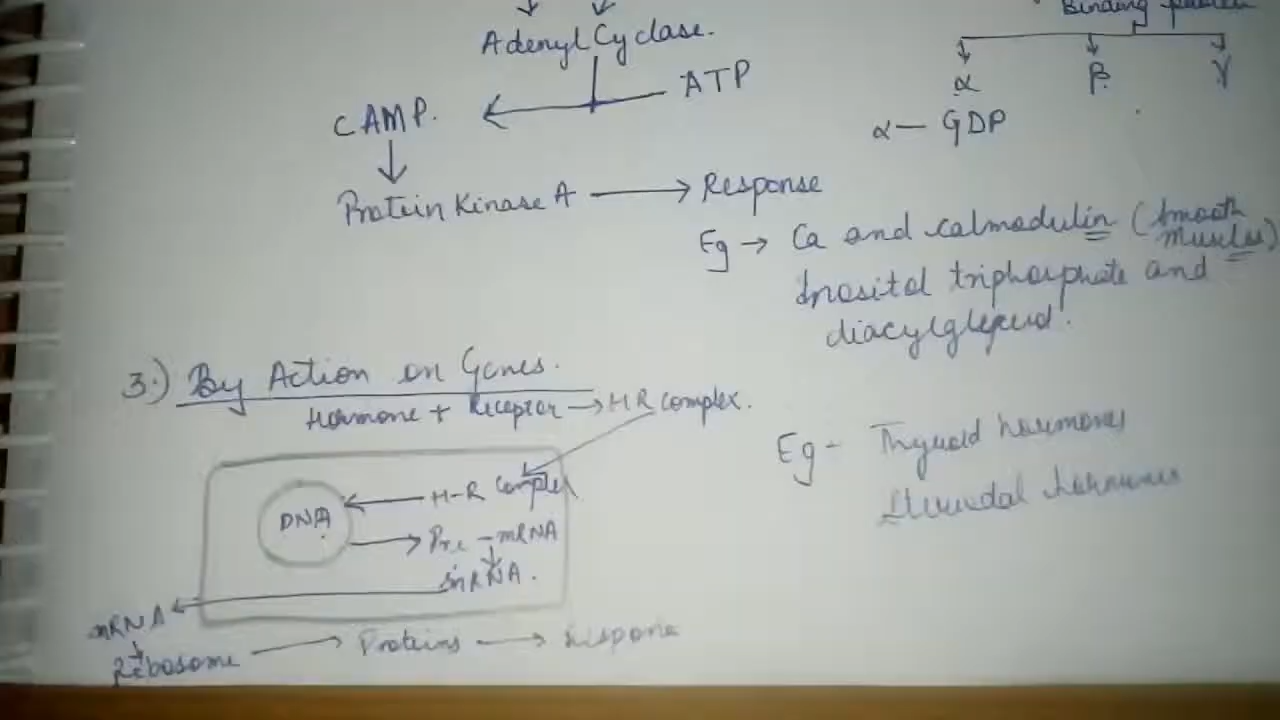 Adenyl Cyclase.
ATP
CAMP.
Protein Kinase A → Response
Binding
α β γ
α — GDP
Eg → Ca and calmodulin (Smooth Muscles)
Inositol triphosphate and
3.) By Action on Genes.
Hormone + Receptor → HR complex.
H-R Complex
DNA
Pre - mRNA
mRNA.
mRNA
Ribosome → Proteins → Response
Eg - Thyroid hormones
hormones